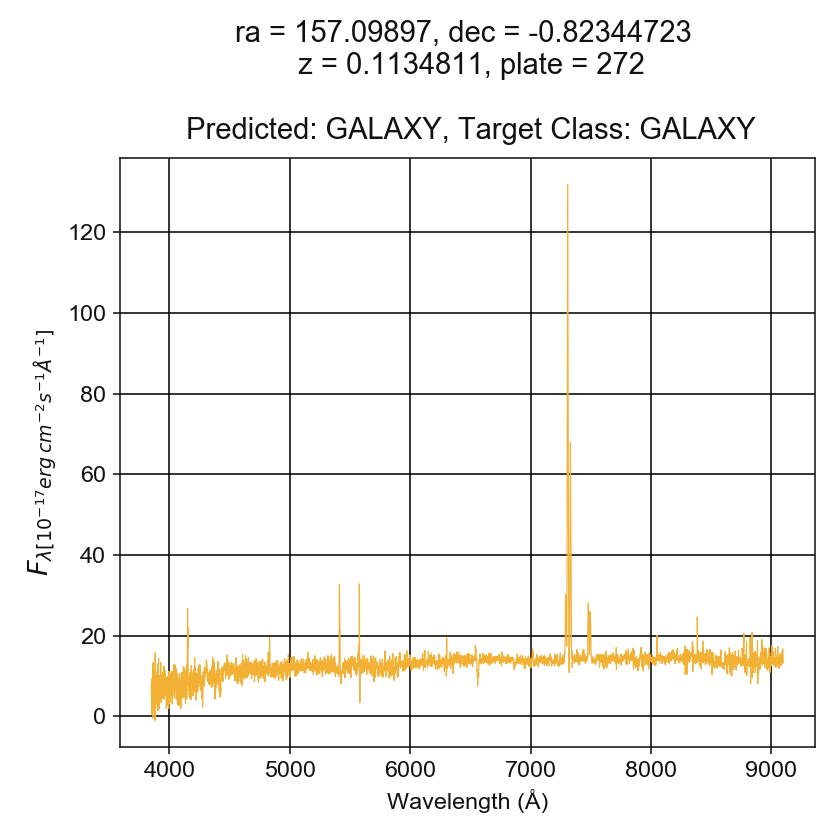 ra = 157.09897, dec = -0.82344723
z = 0.1134811, plate = 272
Predicted: GALAXY, Target Class: GALAXY
120
100
80
60
40
20
0
F_λ[10^−17 erg cm^−2 s^−1 Å^−1]
4000 5000 6000 7000 8000 9000
Wavelength (Å)